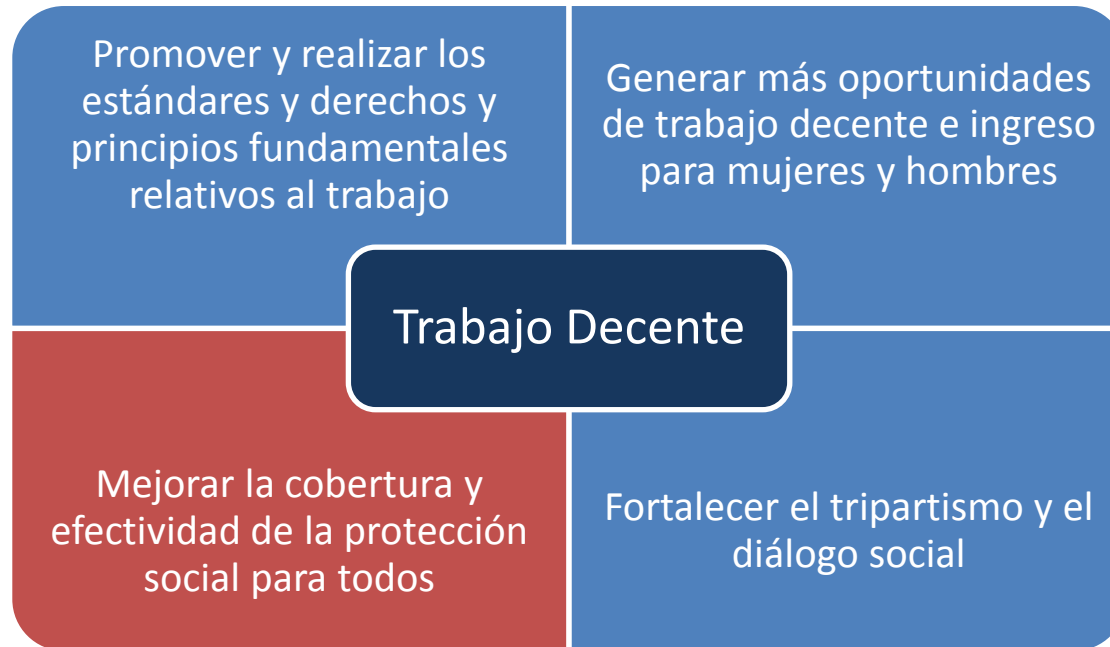 Promover y realizar los
estándares y derechos y
principios fundamentales
relativos al trabajo
Generar más oportunidades
de trabajo decente e ingreso
para mujeres y hombres
Trabajo Decente
Mejorar la cobertura y
efectividad de la protección
social para todos
Fortalecer el tripartismo y el
diálogo social